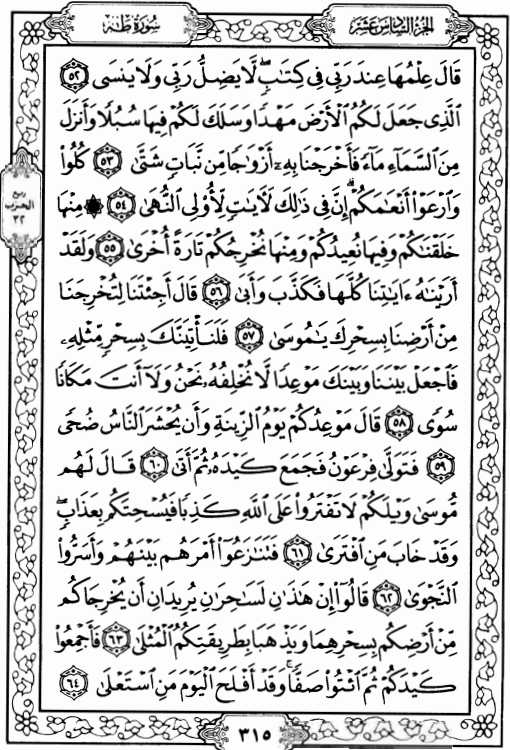 الجزء السادس عشر
سورة طه
قَالَ عِلْمُهَا عِندَ رَبِّى فِى كِتَٰبٍۖ لَّا يَضِلُّ رَبِّى وَلَا يَنسَى ٥٢
ٱلَّذِى جَعَلَ لَكُمُ ٱلْأَرْضَ مَهْدًا وَسَلَكَ لَكُمْ فِيهَا سُبُلًا وَأَنزَلَ
مِنَ ٱلسَّمَآءِ مَآءً فَأَخْرَجْنَا بِهِۦٓ أَزْوَٰجًا مِّن نَّبَاتٍ شَتَّىٰ ٥٣ كُلُوا۟
وَٱرْعَوْا۟ أَنْعَٰمَكُمْۗ إِنَّ فِى ذَٰلِكَ لَءَايَٰتٍ لِّأُو۟لِى ٱلنُّهَىٰ ٥٤ ۞ مِنْهَا
خَلَقْنَٰكُمْ وَفِيهَا نُعِيدُكُمْ وَمِنْهَا نُخْرِجُكُمْ تَارَةً أُخْرَىٰ ٥٥ وَلَقَدْ
أَرَيْنَٰهُ ءَايَٰتِنَا كُلَّهَا فَكَذَّبَ وَأَبَىٰ ٥٦ قَالَ أَجِئْتَنَا لِتُخْرِجَنَا
مِنْ أَرْضِنَا بِسِحْرِكَ يَٰمُوسَىٰ ٥٧ فَلَنَأْتِيَنَّكَ بِسِحْرٍ مِّثْلِهِۦ
فَٱجْعَلْ بَيْنَنَا وَبَيْنَكَ مَوْعِدًا لَّا نُخْلِفُهُۥ نَحْنُ وَلَآ أَنتَ مَكَانًا
سُوًى ٥٨ قَالَ مَوْعِدُكُمْ يَوْمُ ٱلزِّينَةِ وَأَن يُحْشَرَ ٱلنَّاسُ ضُحًى
٥٩ فَتَوَلَّىٰ فِرْعَوْنُ فَجَمَعَ كَيْدَهُۥ ثُمَّ أَتَىٰ ٦٠ قَالَ لَهُم
مُّوسَىٰ وَيْلَكُمْ لَا تَفْتَرُوا۟ عَلَى ٱللَّهِ كَذِبًا فَيُسْحِتَكُم بِعَذَابٍۖ
وَقَدْ خَابَ مَنِ ٱفْتَرَىٰ ٦١ فَتَنَٰزَعُوٓا۟ أَمْرَهُم بَيْنَهُمْ وَأَسَرُّوا۟
ٱلنَّجْوَىٰ ٦٢ قَالُوٓا۟ إِنْ هَٰذَٰنِ لَسَٰحِرَٰنِ يُرِيدَانِ أَن يُخْرِجَاكُم
مِّنْ أَرْضِكُم بِسِحْرِهِمَا وَيَذْهَبَا بِطَرِيقَتِكُمُ ٱلْمُثْلَىٰ ٦٣ فَأَجْمِعُوا۟
كَيْدَكُمْ ثُمَّ ٱئْتُوا۟ صَفًّاۚ وَقَدْ أَفْلَحَ ٱلْيَوْمَ مَنِ ٱسْتَعْلَىٰ ٦٤
ربع
الحزب
٣٢
٣١٥